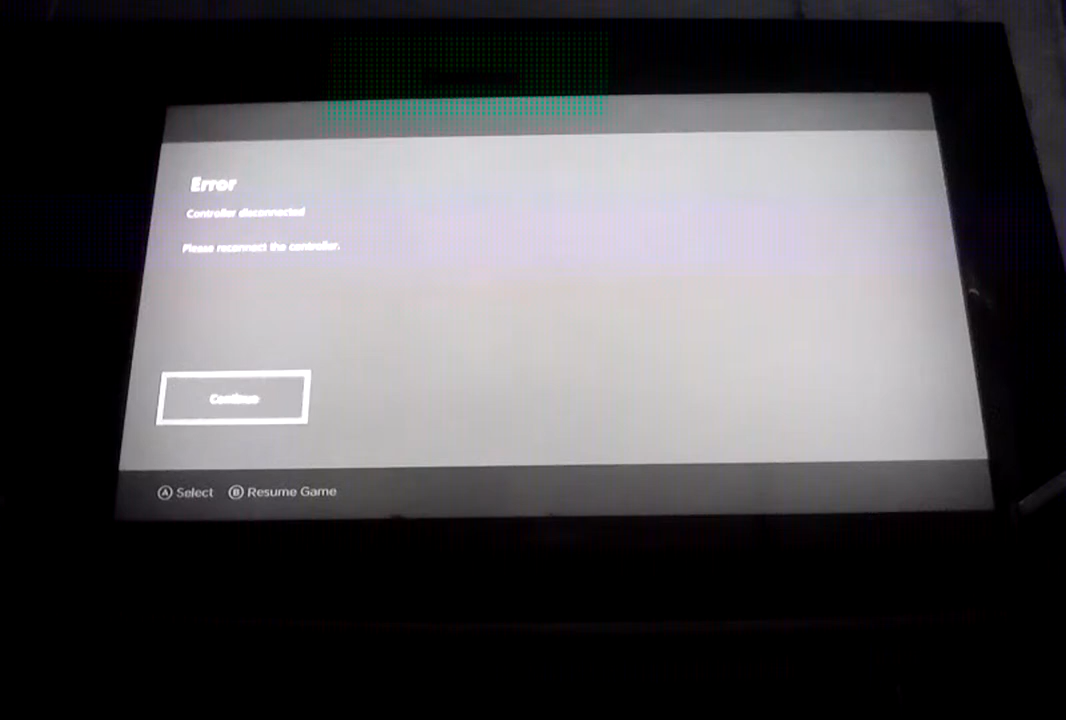 Error
Controller disconnected
Please reconnect the controller.
Continue
Ⓐ Select Ⓑ Resume Game